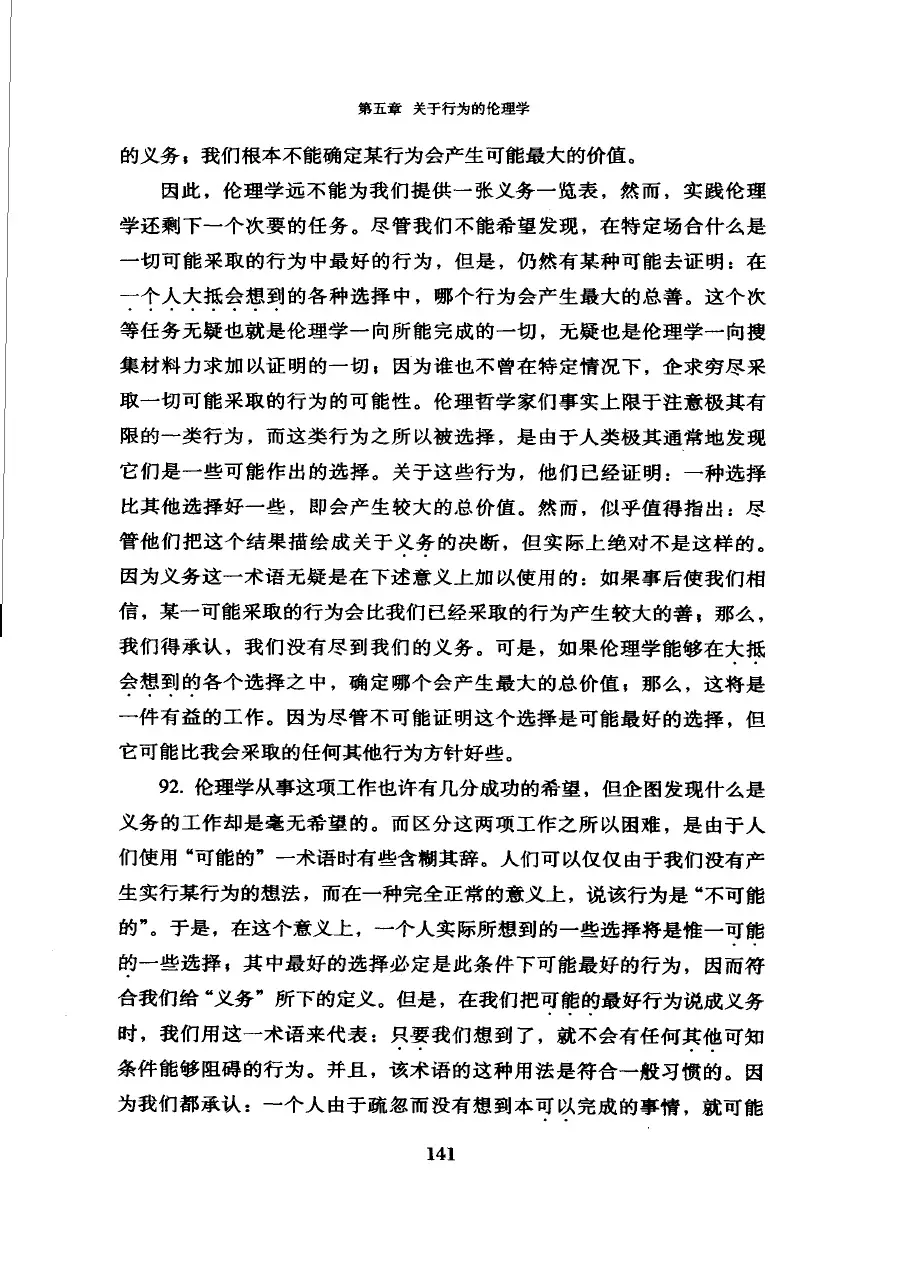 第五章 关于行为的伦理学
的义务；我们根本不能确定某行为会产生可能最大的价值。
因此，伦理学远不能为我们提供一张义务一览表，然而，实践伦理
学还剩下一个次要的任务。尽管我们不能希望发现，在特定场合什么是
一切可能采取的行为中最好的行为，但是，仍然有某种可能去证明：在
一个人大抵会想到的各种选择中，哪个行为会产生最大的总善。这个次
等任务无疑也就是伦理学一向所能完成的一切，无疑也是伦理学一向搜
集材料力求加以证明的一切；因为谁也不曾在特定情况下，企求穷尽采
取一切可能采取的行为的可能性。伦理哲学家们事实上限于注意极其有
限的一类行为，而这类行为之所以被选择，是由于人类极其通常地发现
它们是一些可能作出的选择。关于这些行为，他们已经证明：一种选择
比其他选择好一些，即会产生较大的总价值。然而，似乎值得指出：尽
管他们把这个结果描绘成关于义务的决断，但实际上绝对不是这样的。
因为义务这一术语无疑是在下述意义上加以使用的：如果事后使我们相
信，某一可能采取的行为会比我们已经采取的行为产生较大的善；那么，
我们得承认，我们没有尽到我们的义务。可是，如果伦理学能够在大抵
会想到的各个选择之中，确定哪个会产生最大的总价值；那么，这将是
一件有益的工作。因为尽管不可能证明这个选择是可能最好的选择，但
它可能比我会采取的任何其他行为方针好些。
92. 伦理学从事这项工作也许有几分成功的希望，但企图发现什么是
义务的工作却是毫无希望的。而区分这两项工作之所以困难，是由于人
们使用“可能的”一术语时有些含糊其辞。人们可以仅仅由于我们没有产
生实行某行为的想法，而在一种完全正常的意义上，说该行为是“不可能
的”。于是，在这个意义上，一个人实际所想到的一些选择将是惟一可能
的一些选择；其中最好的选择必定是此条件下可能最好的行为，因而符
合我们给“义务”所下的定义。但是，在我们把可能的最好行为说成义务
时，我们用这一术语来代表：只要我们想到了，就不会有任何其他可知
条件能够阻碍的行为。并且，该术语的这种用法是符合一般习惯的。因
为我们都承认：一个人由于疏忽而没有想到本可以完成的事情，就可能
141